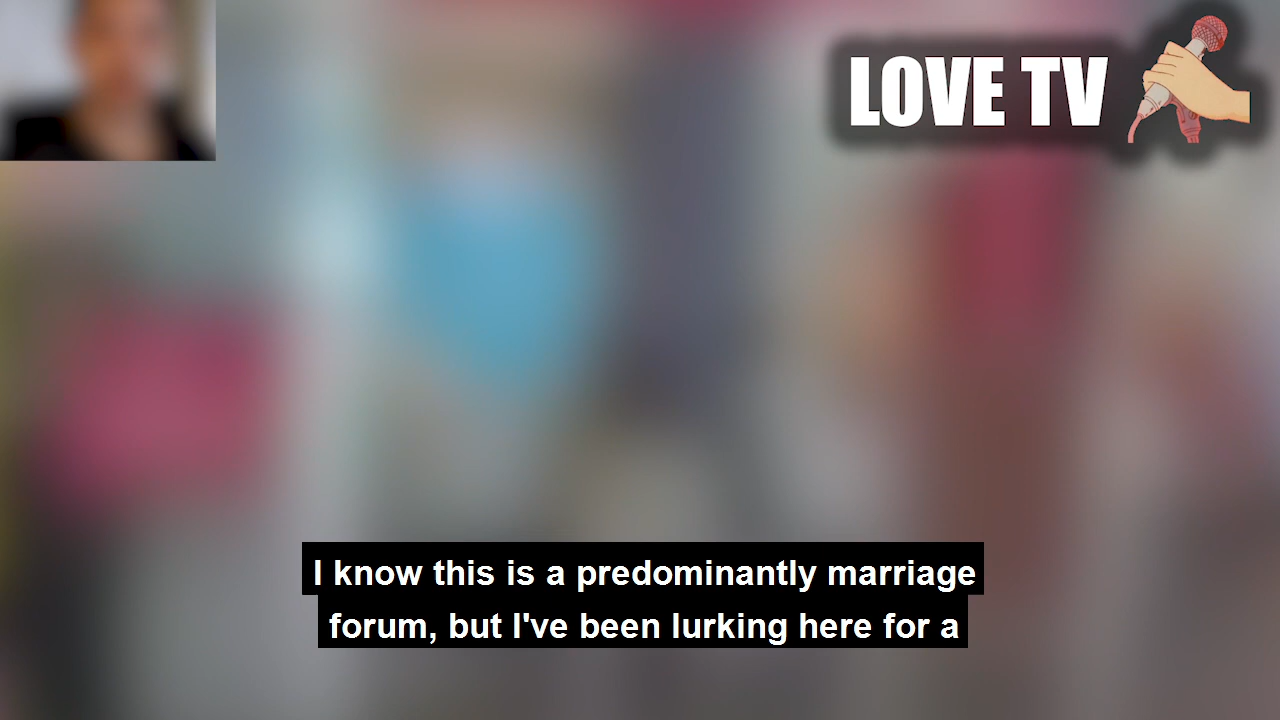 LOVE TV
I know this is a predominantly marriage
forum, but I've been lurking here for a